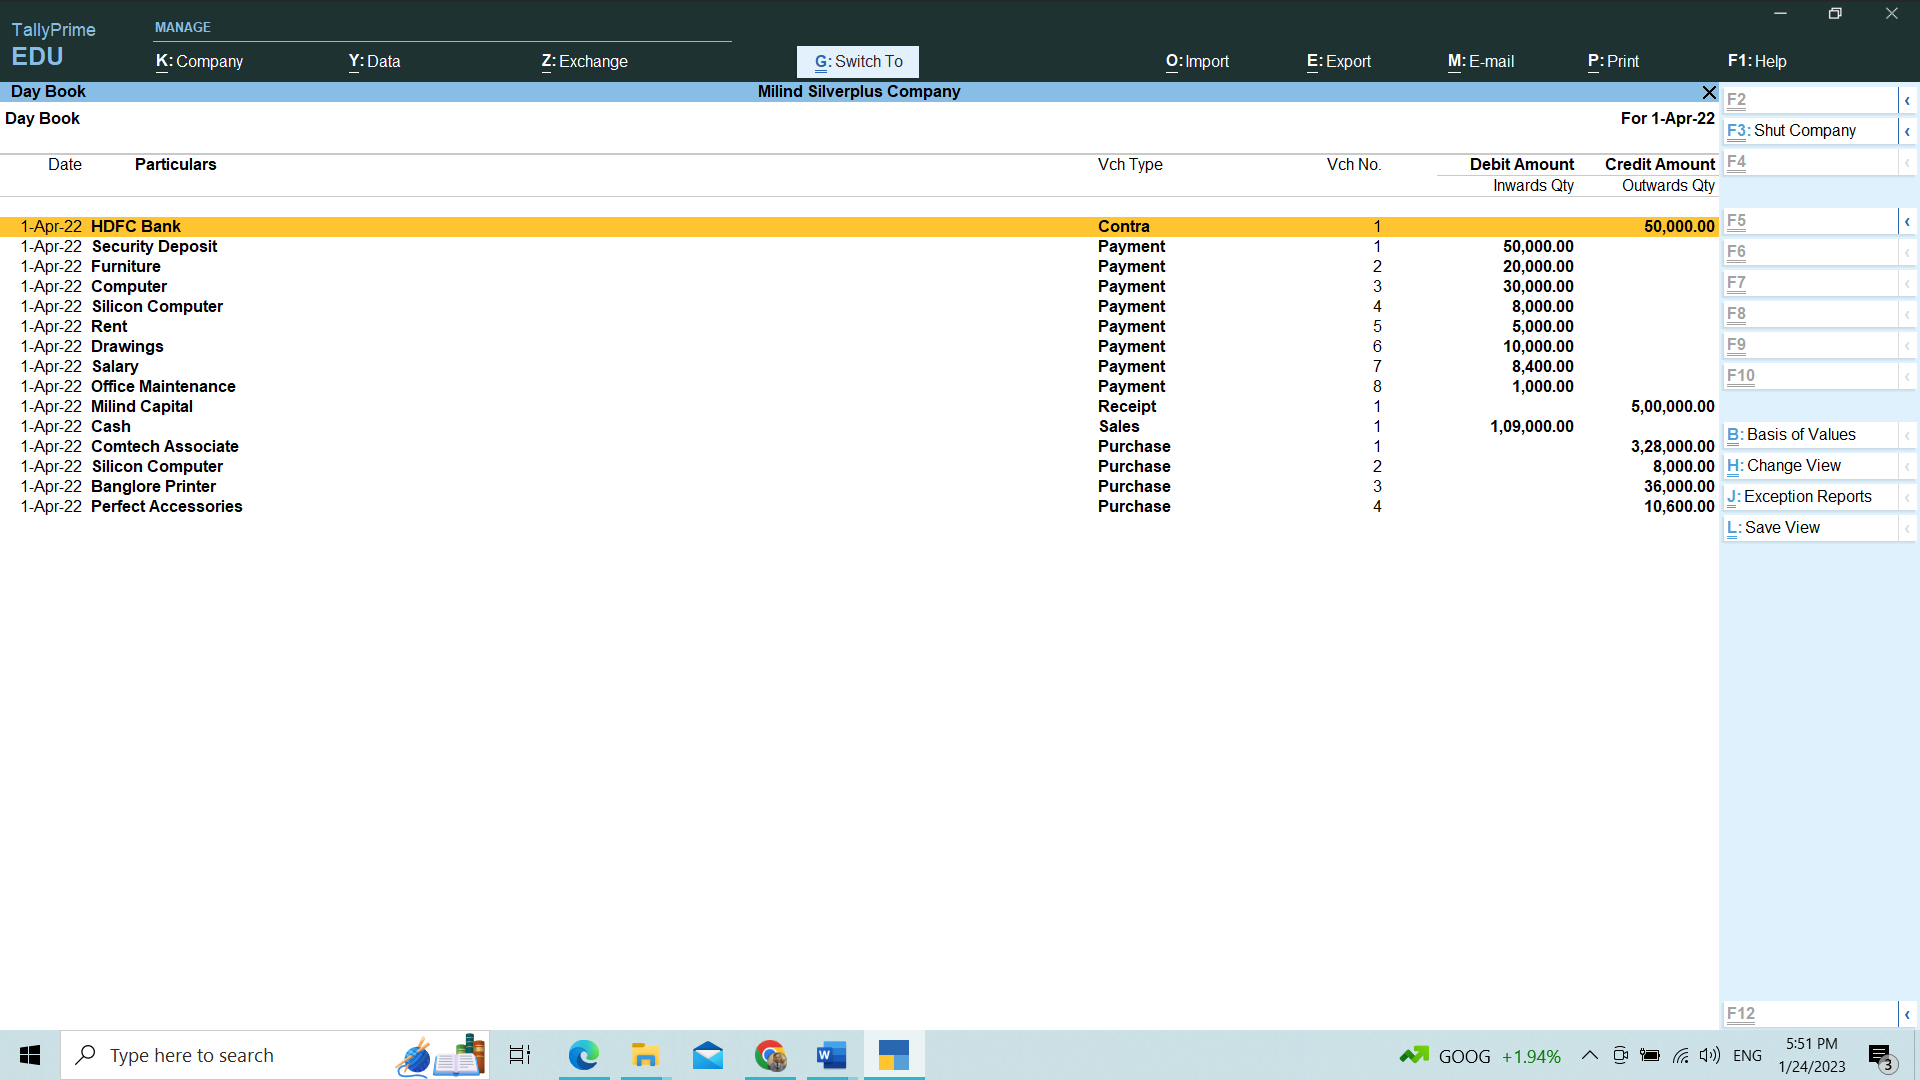 TallyPrime
EDU
MANAGE
K: Company
Y: Data
Z: Exchange
G: Switch To
O: Import
E: Export
M: E-mail
P: Print
F1: Help
Day Book Milind Silverplus Company
Day Book For 1-Apr-22
Date Particulars Vch Type Vch No. Debit Amount Credit Amount
Inwards Qty Outwards Qty
1-Apr-22 HDFC Bank Contra 1 50,000.00
1-Apr-22 Security Deposit Payment 1 50,000.00
1-Apr-22 Furniture Payment 2 20,000.00
1-Apr-22 Computer Payment 3 30,000.00
1-Apr-22 Silicon Computer Payment 4 8,000.00
1-Apr-22 Rent Payment 5 5,000.00
1-Apr-22 Drawings Payment 6 10,000.00
1-Apr-22 Salary Payment 7 8,400.00
1-Apr-22 Office Maintenance Payment 8 1,000.00
1-Apr-22 Milind Capital Receipt 1 5,00,000.00
1-Apr-22 Cash Sales 1 1,09,000.00
1-Apr-22 Comtech Associate Purchase 1 3,28,000.00
1-Apr-22 Silicon Computer Purchase 2 8,000.00
1-Apr-22 Banglore Printer Purchase 3 36,000.00
1-Apr-22 Perfect Accessories Purchase 4 10,600.00
F2
F3: Shut Company
F4
F5
F6
F7
F8
F9
F10
B: Basis of Values
H: Change View
J: Exception Reports
L: Save View
F12
Type here to search
GOOG +1.94%
ENG
5:51 PM
1/24/2023
3